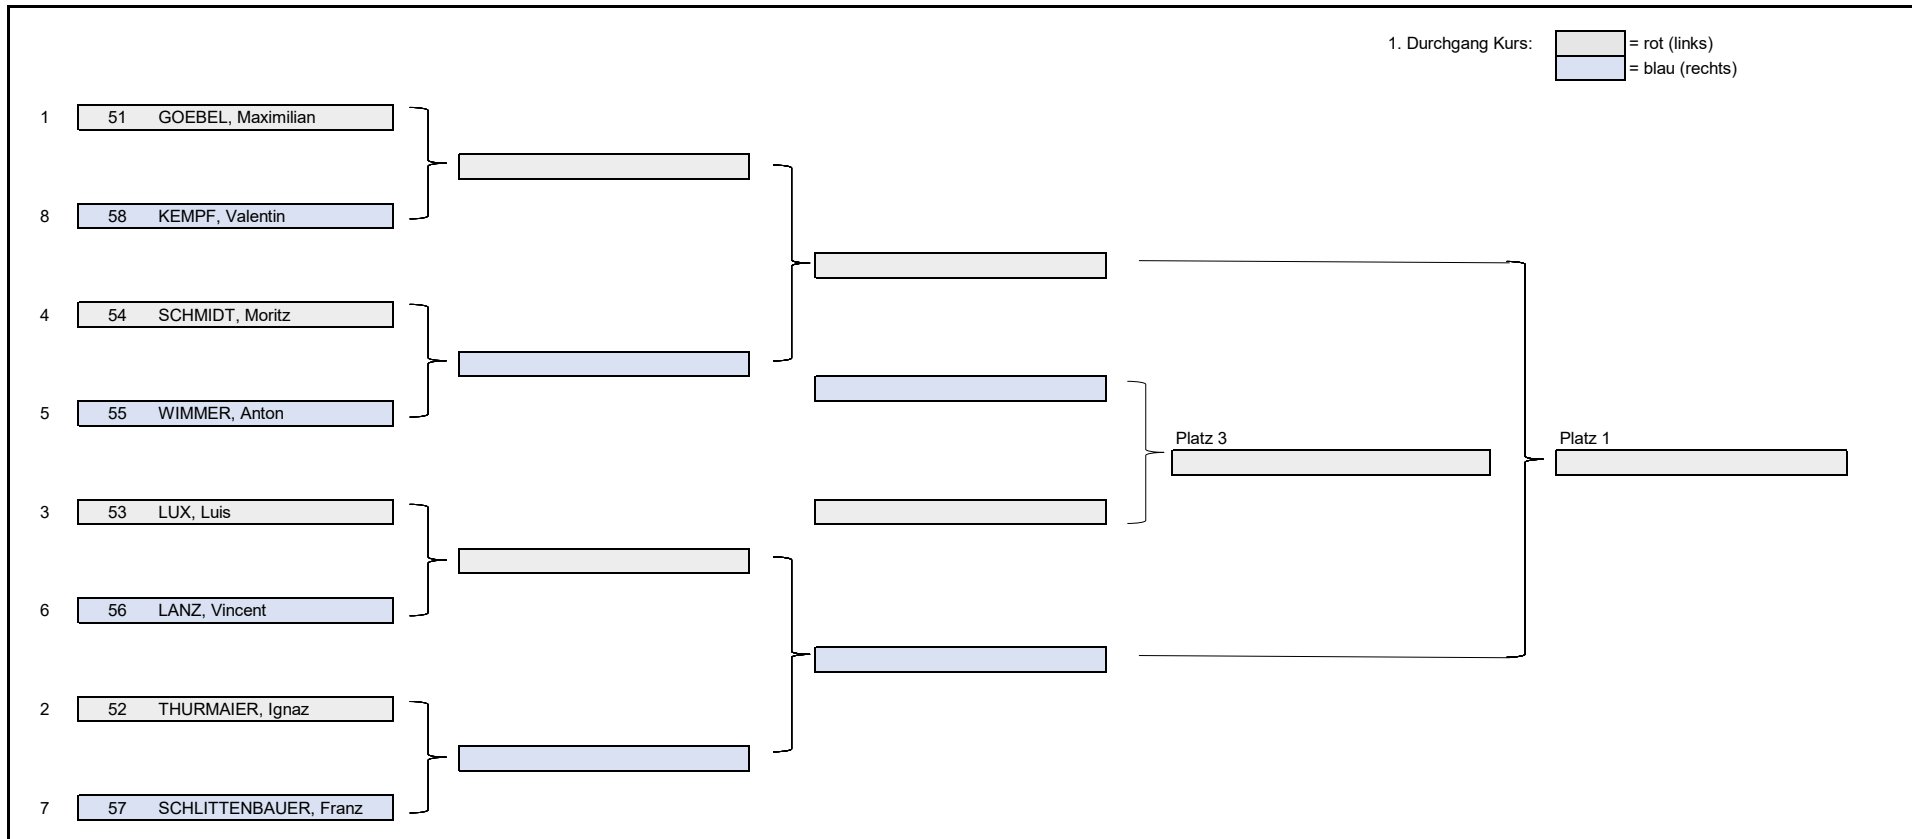 1. Durchgang Kurs: = rot (links)
= blau (rechts)
1 51 GOEBEL, Maximilian
8 58 KEMPF, Valentin
4 54 SCHMIDT, Moritz
5 55 WIMMER, Anton
Platz 3 Platz 1
3 53 LUX, Luis
6 56 LANZ, Vincent
2 52 THURMAIER, Ignaz
7 57 SCHLITTENBAUER, Franz